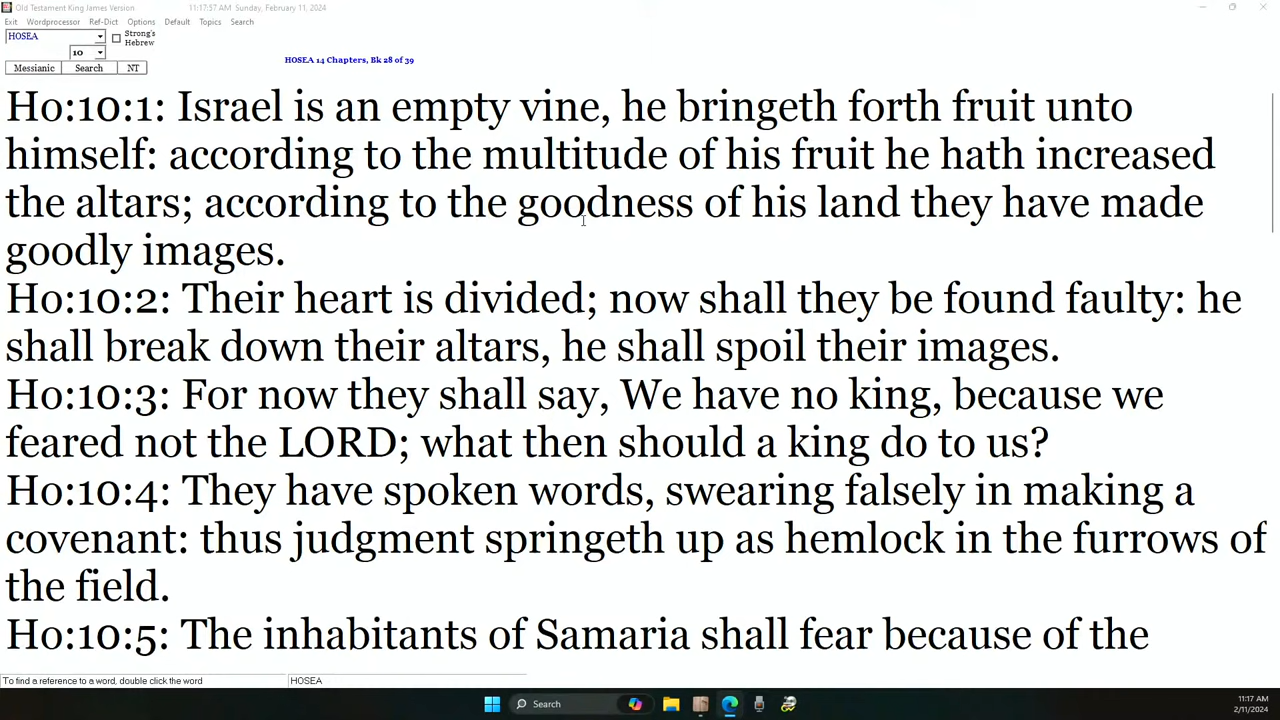 Old Testament King James Version 11:17:37 AM Sunday, February 11, 2024
Exit Wordprocessor Ref-Dict Options Default Topics Search
HOSEA
Strong's
Hebrew
10
Messianic Search NT
HOSEA 14 Chapters, Bk 28 of 39
Ho:10:1: Israel is an empty vine, he bringeth forth fruit unto
himself: according to the multitude of his fruit he hath increased
the altars; according to the goodness of his land they have made
goodly images.
Ho:10:2: Their heart is divided; now shall they be found faulty: he
shall break down their altars, he shall spoil their images.
Ho:10:3: For now they shall say, We have no king, because we
feared not the LORD; what then should a king do to us?
Ho:10:4: They have spoken words, swearing falsely in making a
covenant: thus judgment springeth up as hemlock in the furrows of
the field.
Ho:10:5: The inhabitants of Samaria shall fear because of the
To find a reference to a word, double click the word HOSEA
Search
11:17 AM
2/11/2024